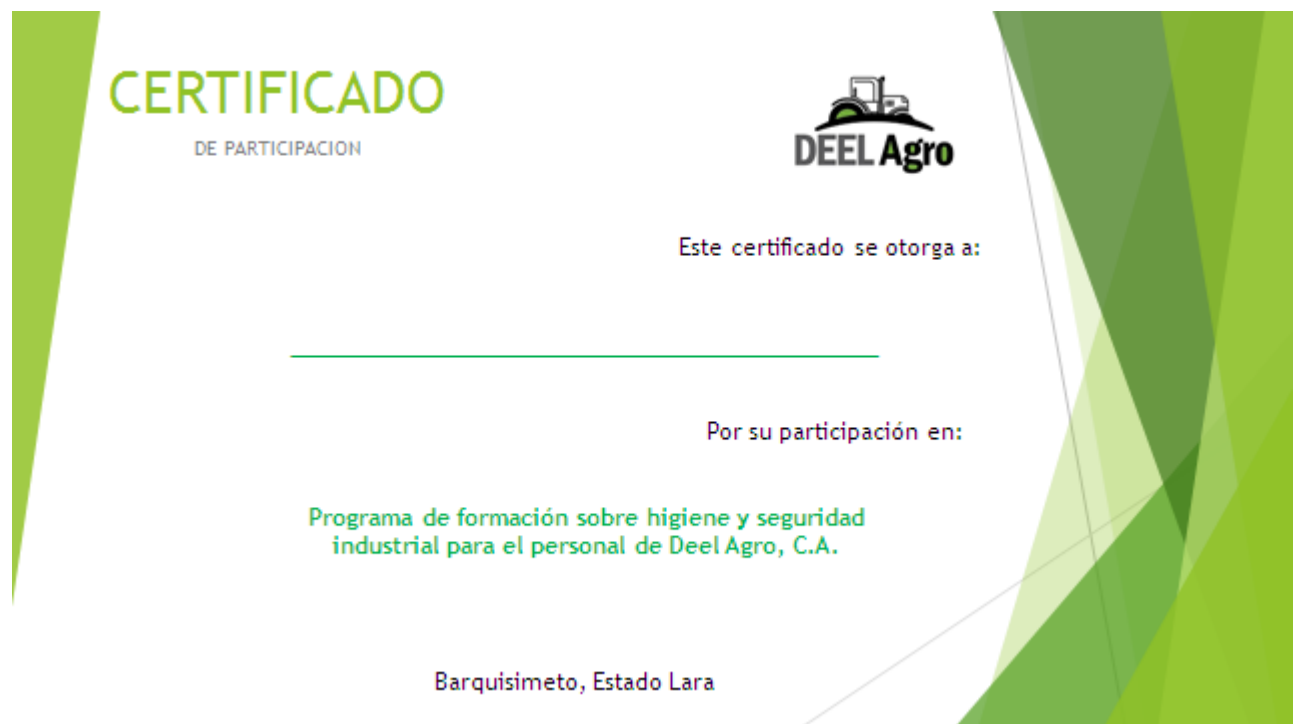 CERTIFICADO
DE PARTICIPACION
DEEL Agro
Este certificado se otorga a:
Por su participación en:
Programa de formación sobre higiene y seguridad
industrial para el personal de Deel Agro, C.A.
Barquisimeto, Estado Lara